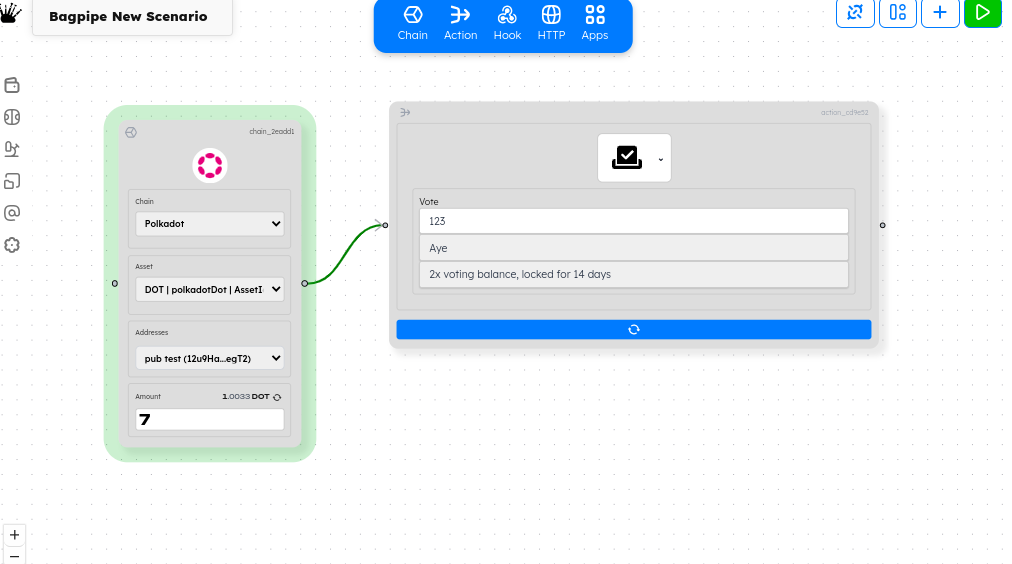 Bagpipe New Scenario
Chain
Action
Hook
HTTP
Apps
chain_2eadd1
Chain
Polkadot
Asset
DOT | polkadotDot | AssetI
Addresses
pub test (12u9Ha...egT2)
Amount
1.0033 DOT
7
action_cd9e52
Vote
123
Aye
2x voting balance, locked for 14 days